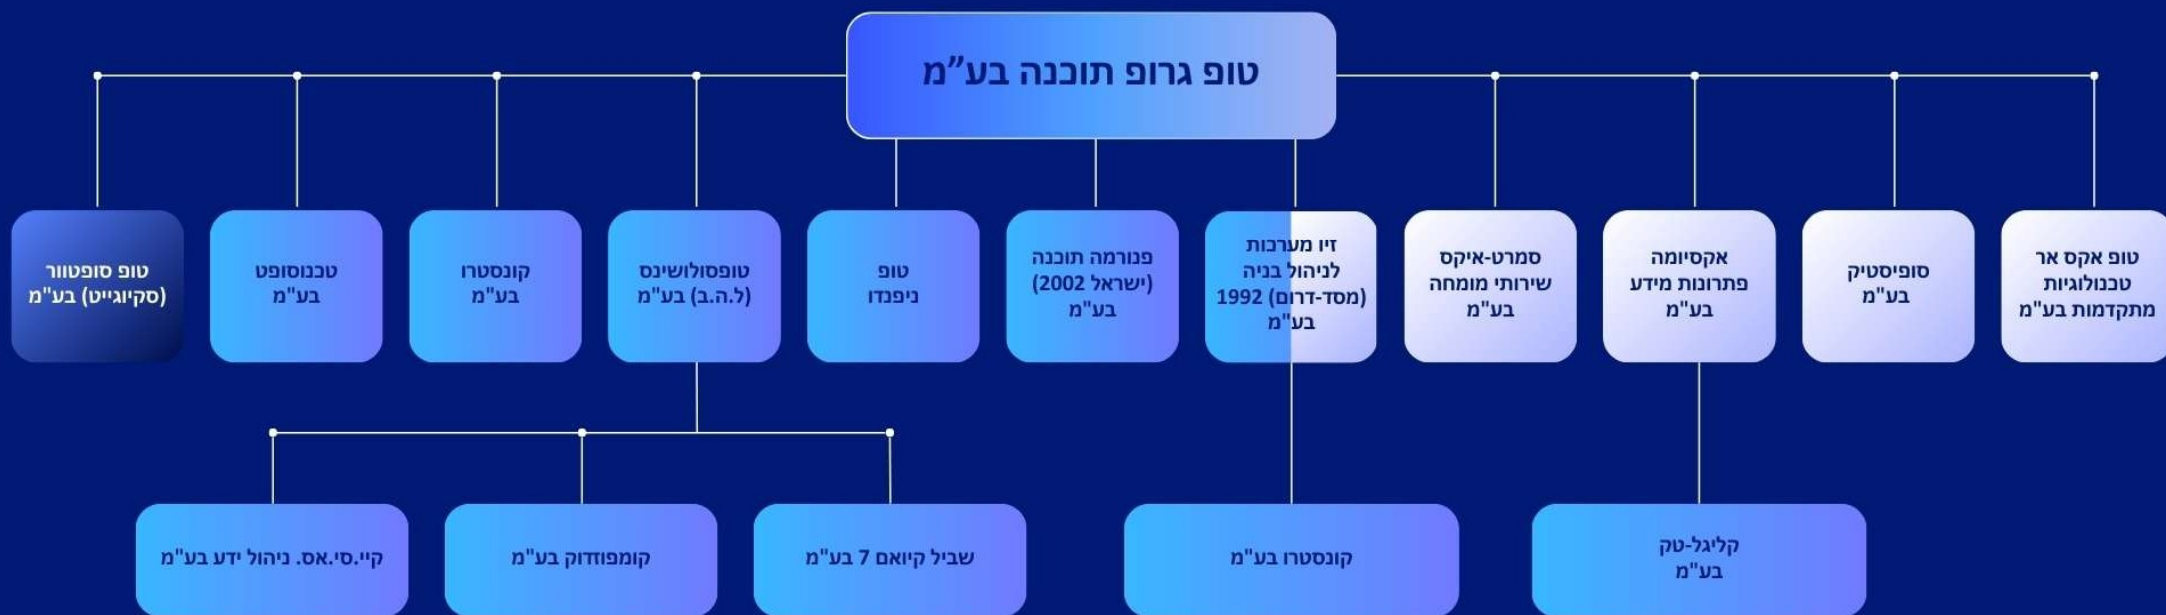 טופ גרופ תוכנה בע"מ
טופ אקס אר
טכנולוגיות
מתקדמות בע"מ
סופיסטיק
בע"מ
אקסיומה
פתרונות מידע
בע"מ
סמרט-איקס
שירותי מומחה
בע"מ
זיו מערכות
לניהול בניה
(מסד-דרום) 1992
בע"מ
פנורמה תוכנה
(ישראל 2002)
בע"מ
טופ
ניפנדו
טופסולושינס
(ל.ה.ב) בע"מ
קונסטרו
בע"מ
טכנוסופט
בע"מ
טופ סופטוור
(סקיוגייט) בע"מ
קליגל-טק
בע"מ
קונסטרו בע"מ
שביל קיואם 7 בע"מ
קומפוזדוק בע"מ
קיי.סי.אס. ניהול ידע בע"מ